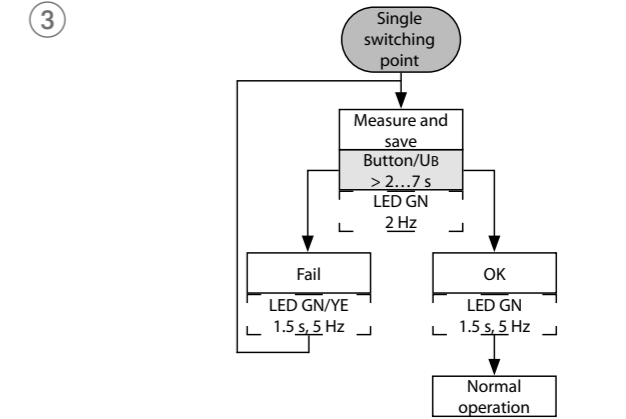 3
Single
switching
point
Measure and
save
Button/UB
> 2…7 s
LED GN
2 Hz
Fail
OK
LED GN/YE
1.5 s, 5 Hz
LED GN
1.5 s, 5 Hz
Normal
operation